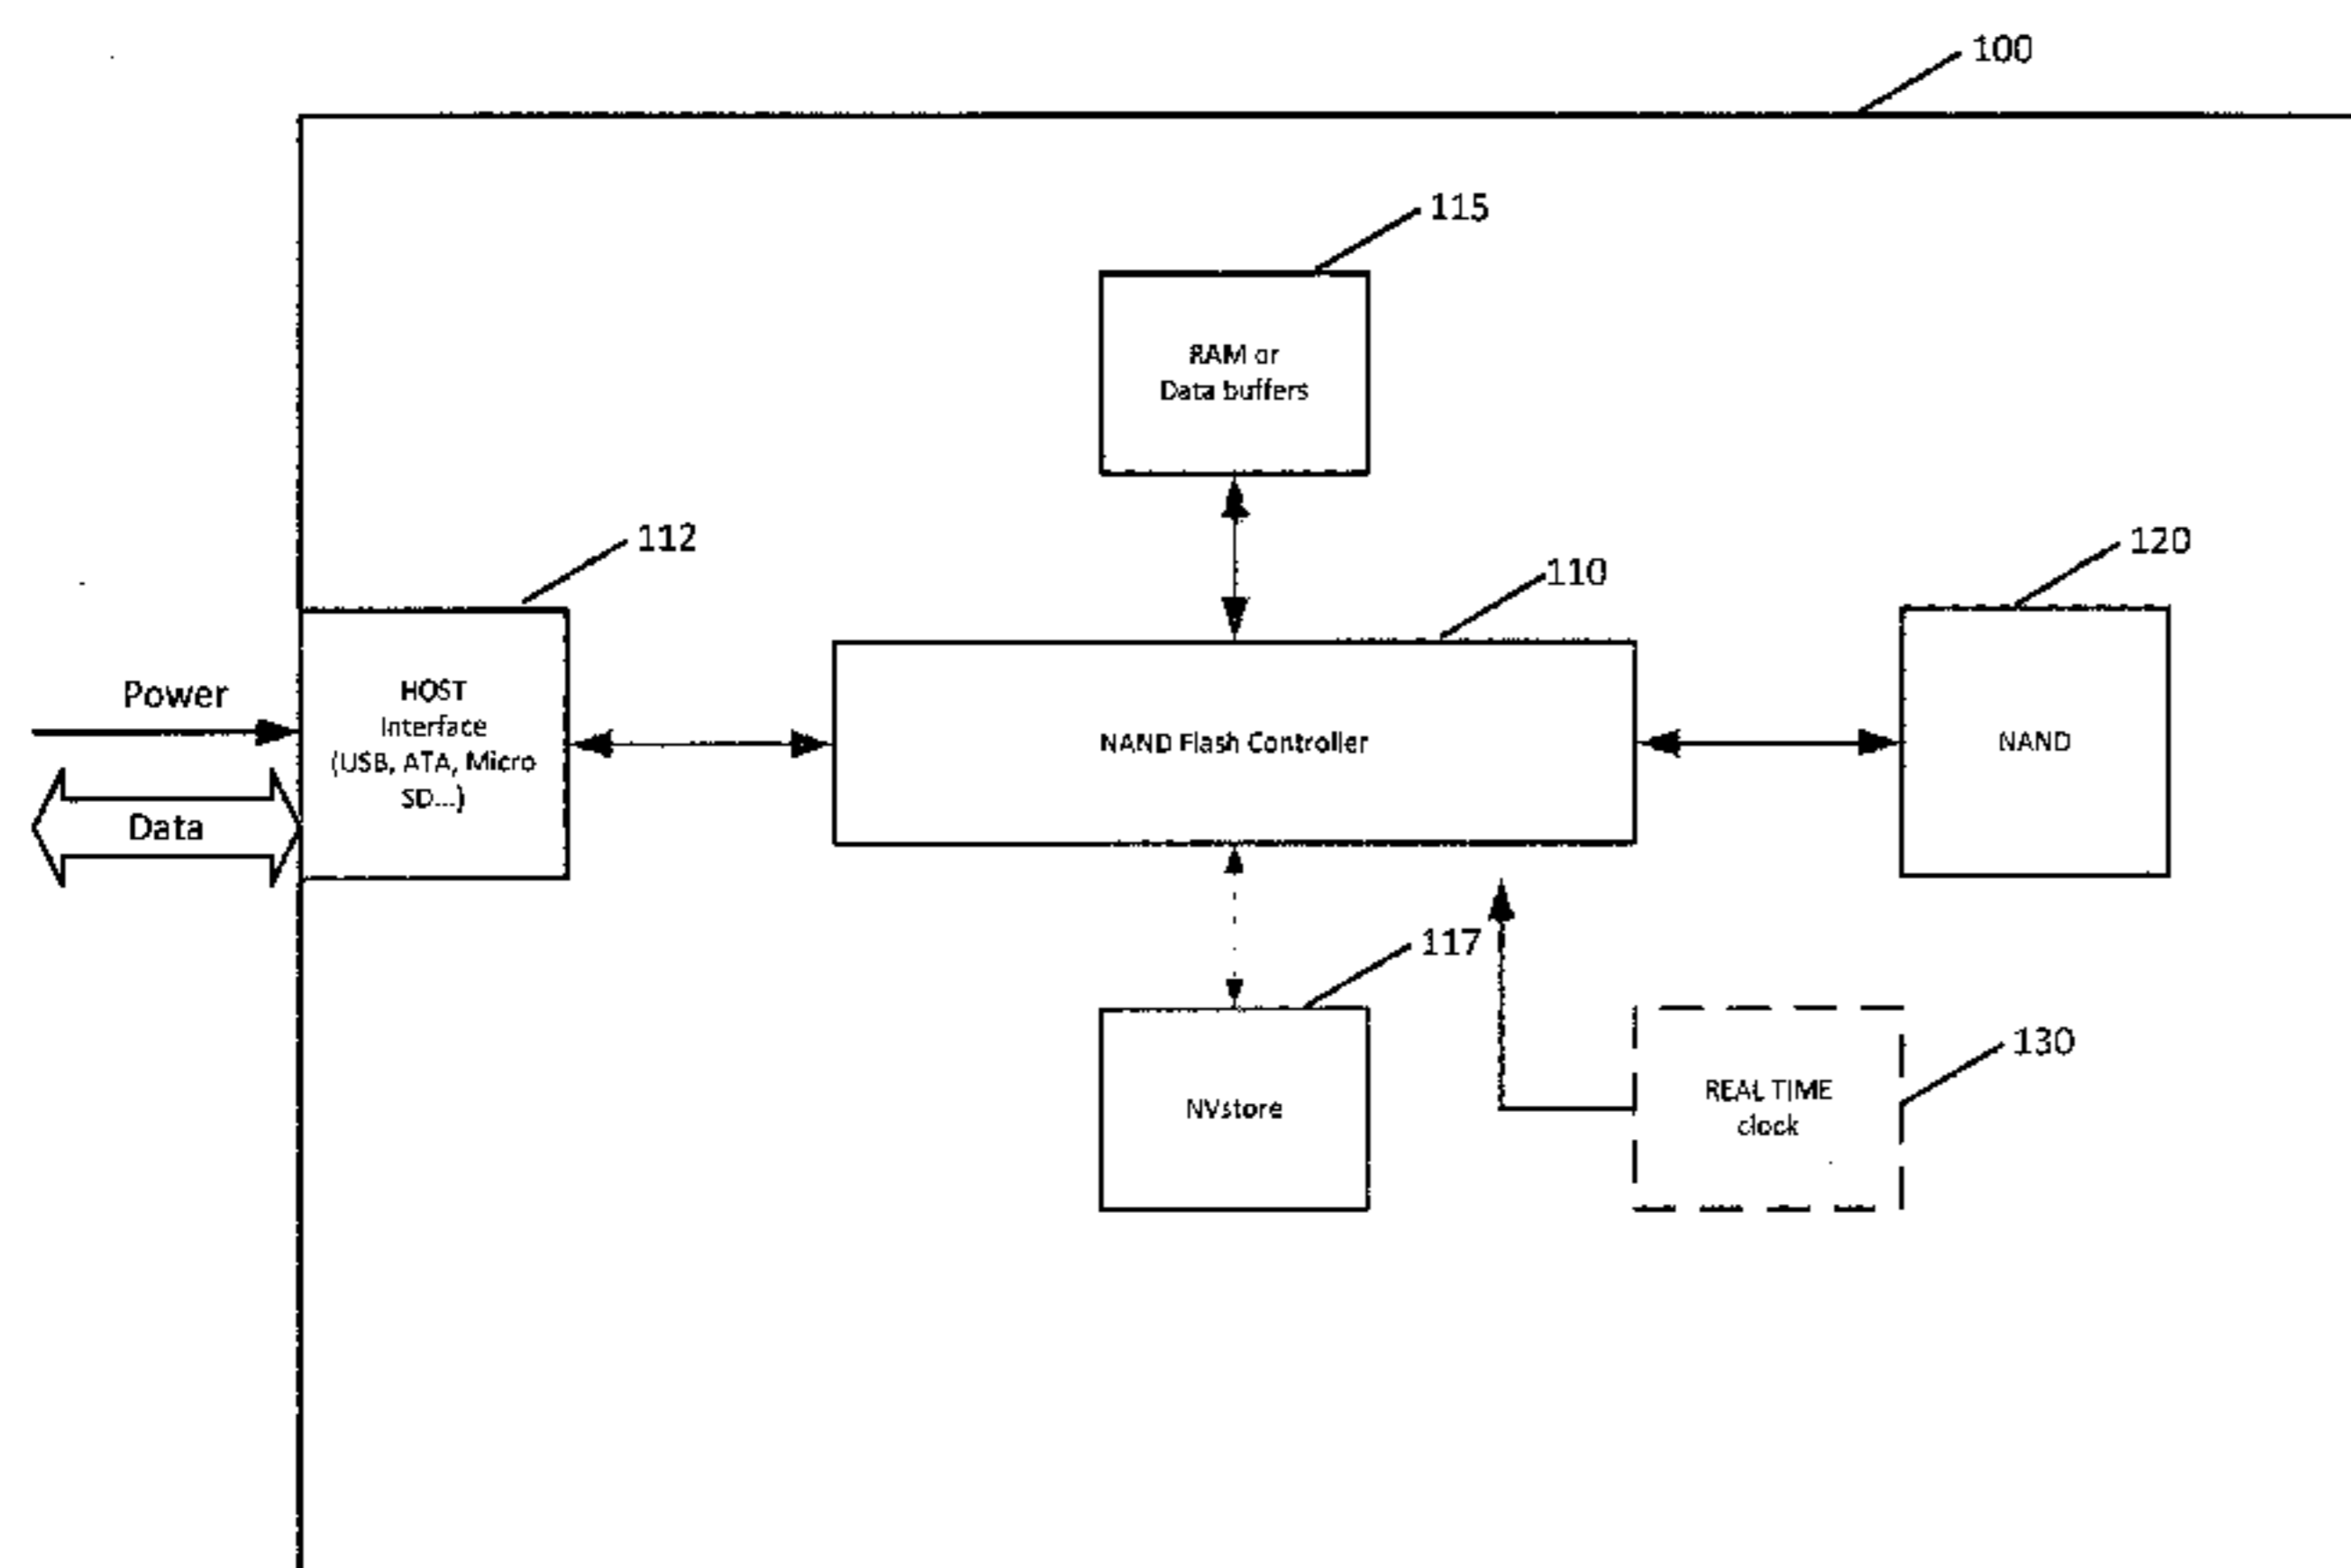 100
115
RAM or
Data buffers
112
110
120
Power
HOST
Interface
(USB, ATA, Micro
SD...)
Data
NAND Flash Controller
NAND
117
NVstore
130
REAL TIME
clock